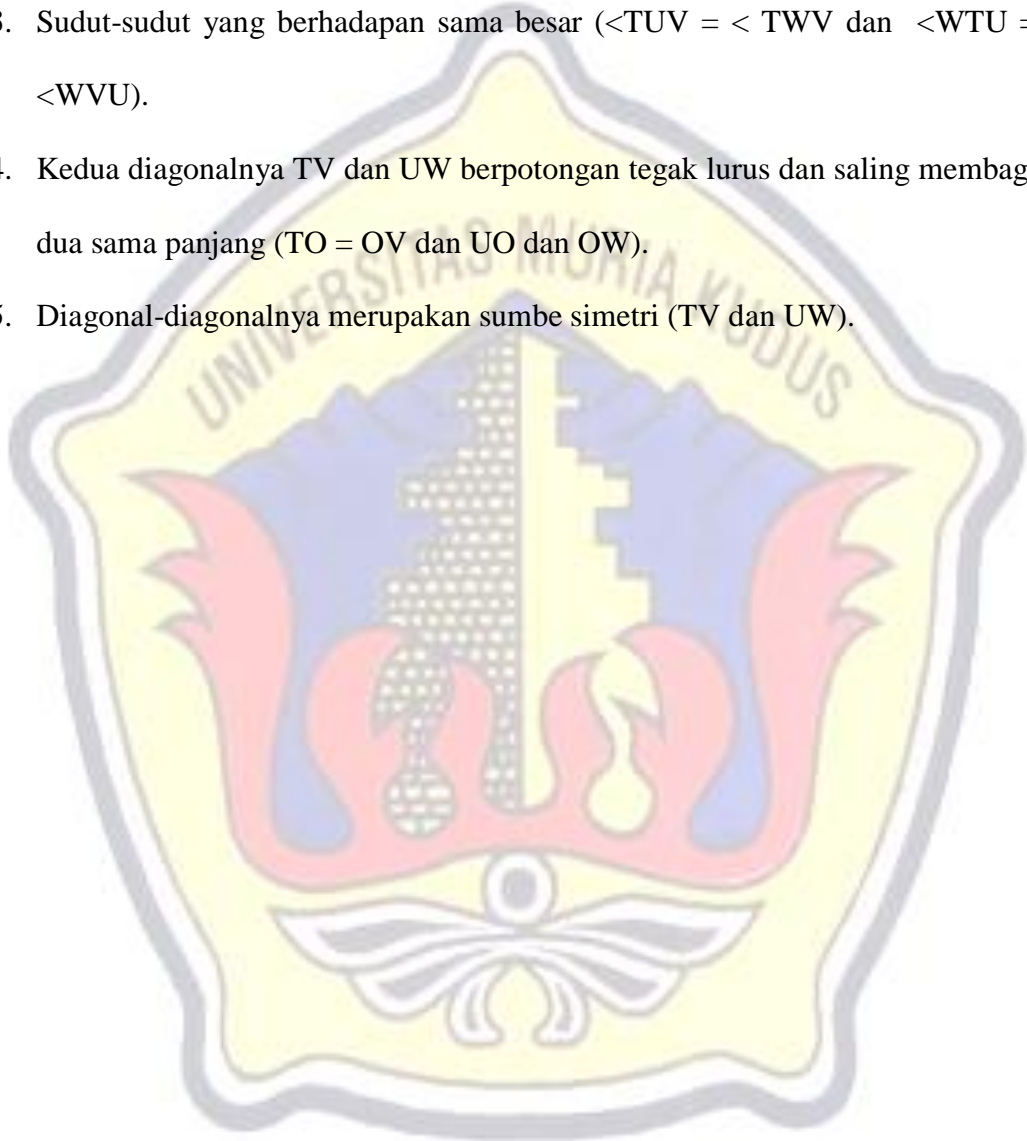 3. Sudut-sudut yang berhadapan sama besar (<TUV = < TWV dan <WTU =
<WVU).
4. Kedua diagonalnya TV dan UW berpotongan tegak lurus dan saling membag
dua sama panjang (TO = OV dan UO dan OW).
5. Diagonal-diagonalnya merupakan sumbe simetri (TV dan UW).
UNIVERSITAS MURIA KUDUS